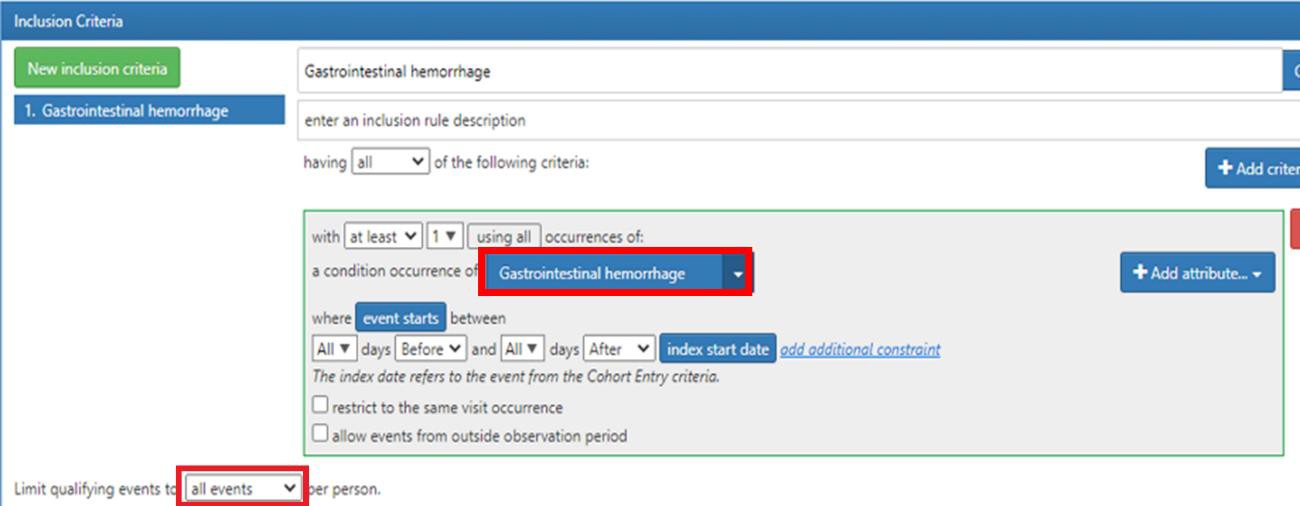 Inclusion Criteria
New inclusion criteria
1. Gastrointestinal hemorrhage
Gastrointestinal hemorrhage
enter an inclusion rule description
having all of the following criteria:
+ Add criter
with at least 1 using all occurrences of:
a condition occurrence of Gastrointestinal hemorrhage
+ Add attribute...
where event starts between
All days Before and All days After index start date add additional constraint
The index date refers to the event from the Cohort Entry criteria.
restrict to the same visit occurrence
allow events from outside observation period
Limit qualifying events to all events per person.